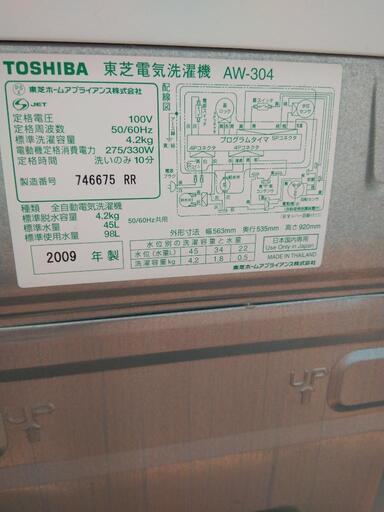 TOSHIBA 東芝電気洗濯機 AW-304
東芝ホームアプライアンス株式会社
JET
定格電圧 100V
定格周波数 50/60Hz
標準洗濯容量 4.2kg
電動機定格消費電力 275/330W
定格時間 洗いのみ 10分
製造番号 746675 RR
配線図
プログラムタイマ
種類 全自動電気洗濯機
標準脱水容量 4.2kg 50/60Hz共用
標準水量 45L
標準使用水量 98L
2009 年製
外形寸法 幅563mm 奥行535mm 高さ920mm
水位別の洗濯容量と水量
水位(水量L) 45 34 22
洗濯容量kg 4.2 1.8 0.5
日本国内専用
Use Only in Japan
MADE IN THAILAND
東芝ホームアプライアンス株式会社
UP
UP